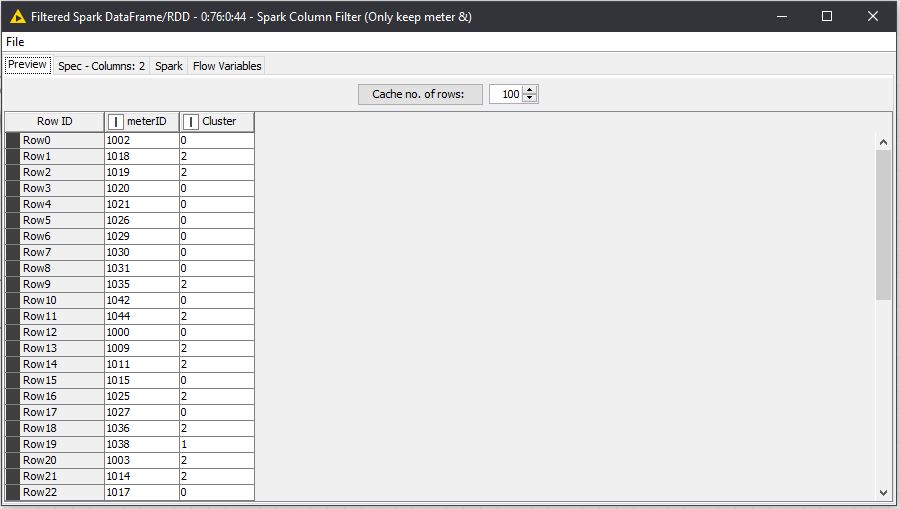 Filtered Spark DataFrame/RDD - 0:76:0:44 - Spark Column Filter (Only keep meter &)
File
Preview Spec - Columns: 2 Spark Flow Variables
Cache no. of rows: 100
Row ID I meterID I Cluster
Row0 1002 0
Row1 1018 2
Row2 1019 2
Row3 1020 0
Row4 1021 0
Row5 1026 0
Row6 1029 0
Row7 1030 0
Row8 1031 0
Row9 1035 2
Row10 1042 0
Row11 1044 2
Row12 1000 0
Row13 1009 2
Row14 1011 2
Row15 1015 0
Row16 1025 2
Row17 1027 0
Row18 1036 2
Row19 1038 1
Row20 1003 2
Row21 1014 2
Row22 1017 0